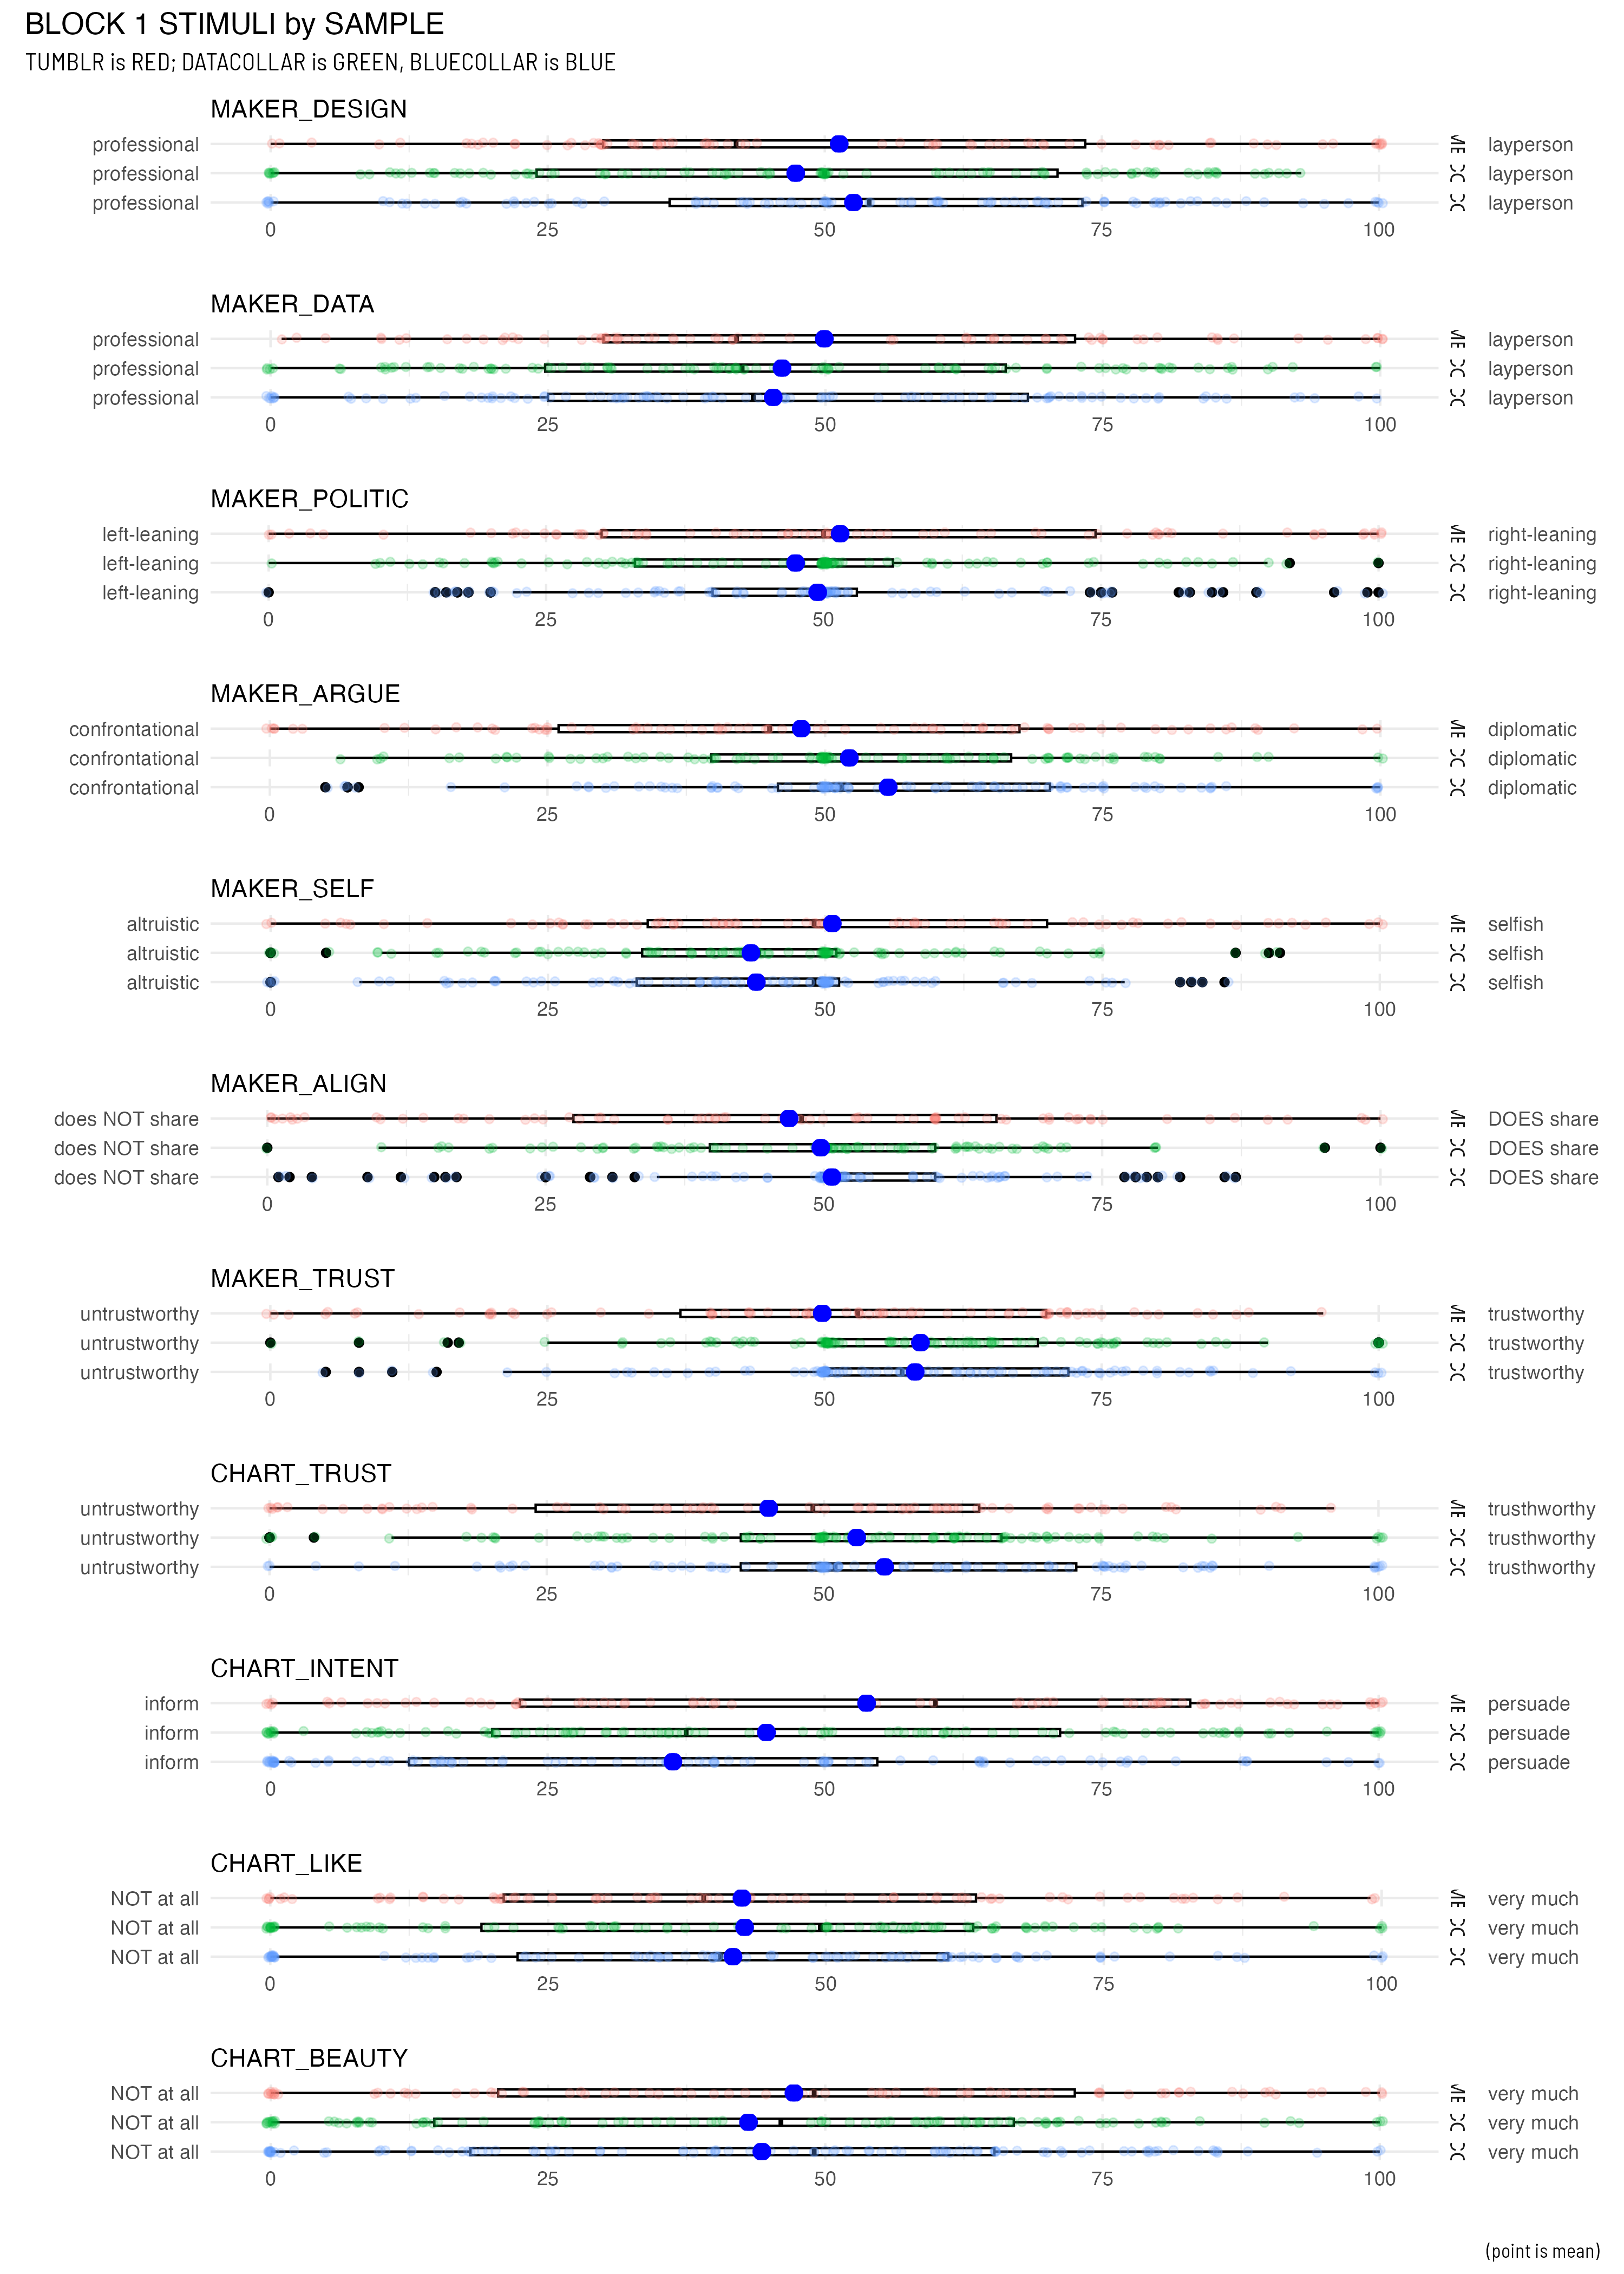 BLOCK 1 STIMULI by SAMPLE
TUMBLR is RED; DATACOLLAR is GREEN, BLUECOLLAR is BLUE
MAKER_DESIGN
professional layperson
professional layperson
professional layperson
0 25 50 75 100
MAKER_DATA
professional layperson
professional layperson
professional layperson
0 25 50 75 100
MAKER_POLITIC
left-leaning right-leaning
left-leaning right-leaning
left-leaning right-leaning
0 25 50 75 100
MAKER_ARGUE
confrontational diplomatic
confrontational diplomatic
confrontational diplomatic
0 25 50 75 100
MAKER_SELF
altruistic selfish
altruistic selfish
altruistic selfish
0 25 50 75 100
MAKER_ALIGN
does NOT share DOES share
does NOT share DOES share
does NOT share DOES share
0 25 50 75 100
MAKER_TRUST
untrustworthy trustworthy
untrustworthy trustworthy
untrustworthy trustworthy
0 25 50 75 100
CHART_TRUST
untrustworthy trusthworthy
untrustworthy trusthworthy
untrustworthy trusthworthy
0 25 50 75 100
CHART_INTENT
inform persuade
inform persuade
inform persuade
0 25 50 75 100
CHART_LIKE
NOT at all very much
NOT at all very much
NOT at all very much
0 25 50 75 100
CHART_BEAUTY
NOT at all very much
NOT at all very much
NOT at all very much
0 25 50 75 100
(point is mean)